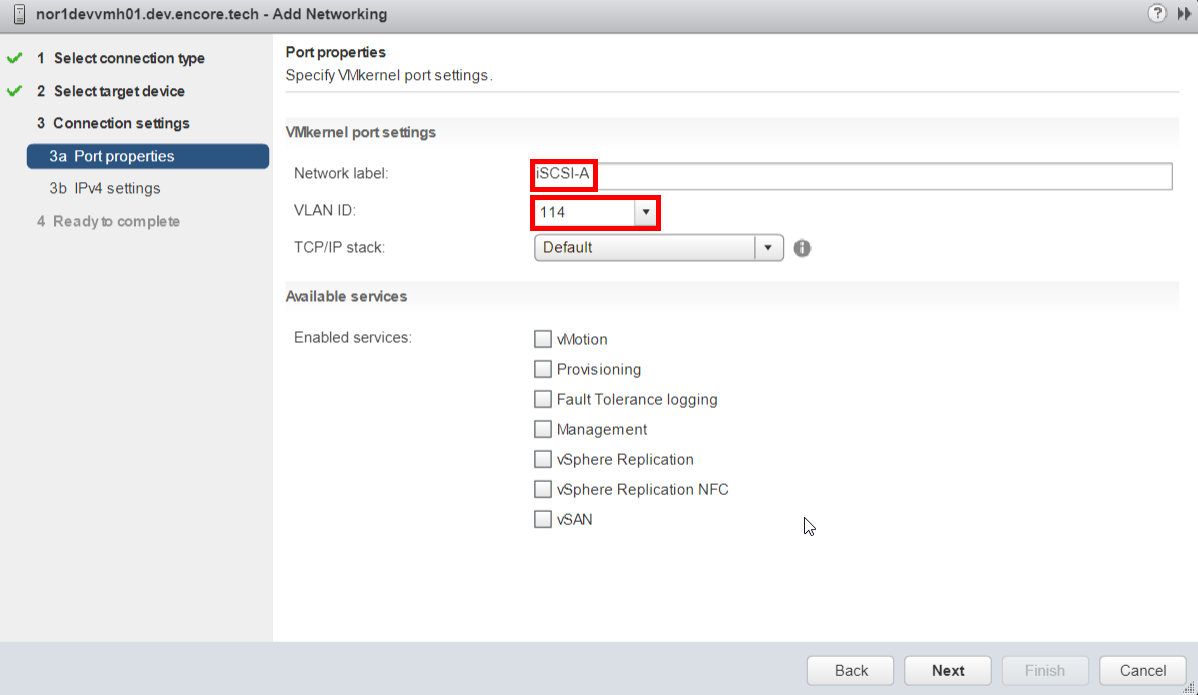 nor1devvmh01.dev.encore.tech - Add Networking
?
1 Select connection type
2 Select target device
3 Connection settings
3a Port properties
3b IPv4 settings
4 Ready to complete
Port properties
Specify VMkernel port settings.
VMkernel port settings
Network label: iSCSI-A
VLAN ID: 114
TCP/IP stack: Default
Available services
Enabled services:
vMotion
Provisioning
Fault Tolerance logging
Management
vSphere Replication
vSphere Replication NFC
vSAN
Back Next Finish Cancel